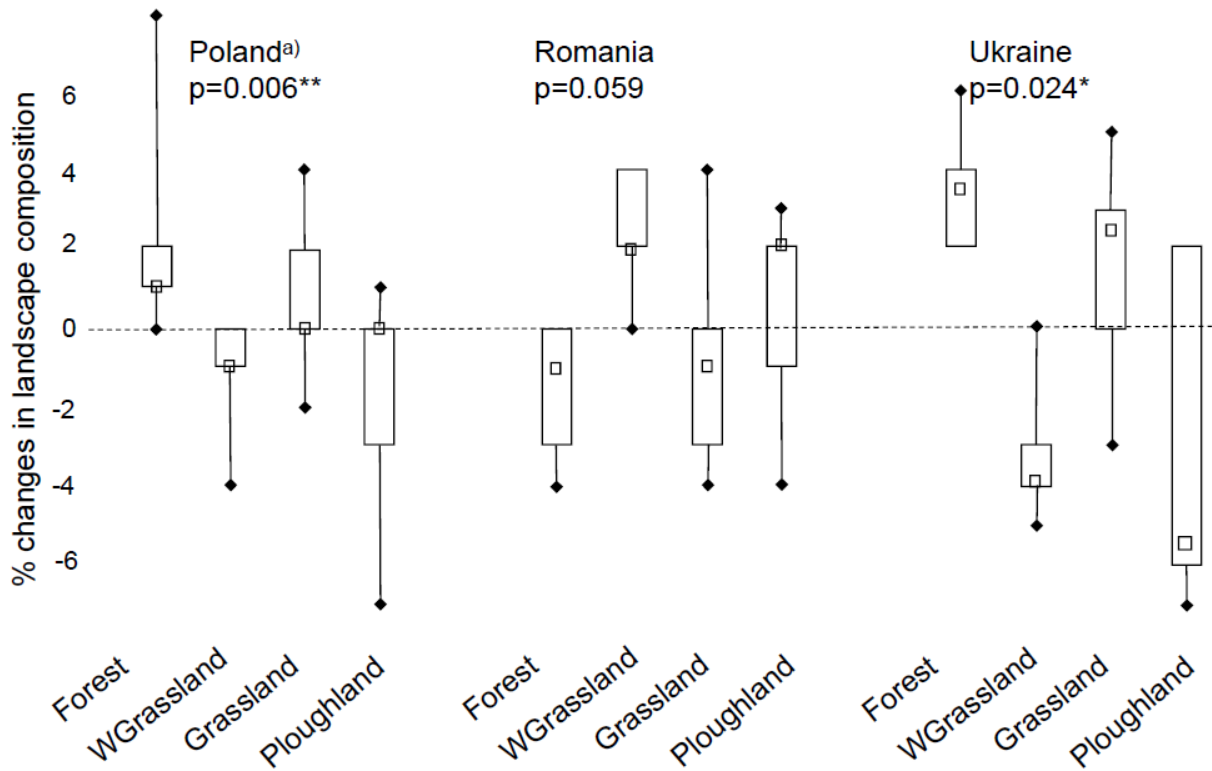 Polandᵃ⁾
p=0.006**
Romania
p=0.059
Ukraine
p=0.024*
% changes in landscape composition
6
4
2
0
-2
-4
-6
Forest
WGrassland
Grassland
Ploughland
Forest
WGrassland
Grassland
Ploughland
Forest
WGrassland
Grassland
Ploughland